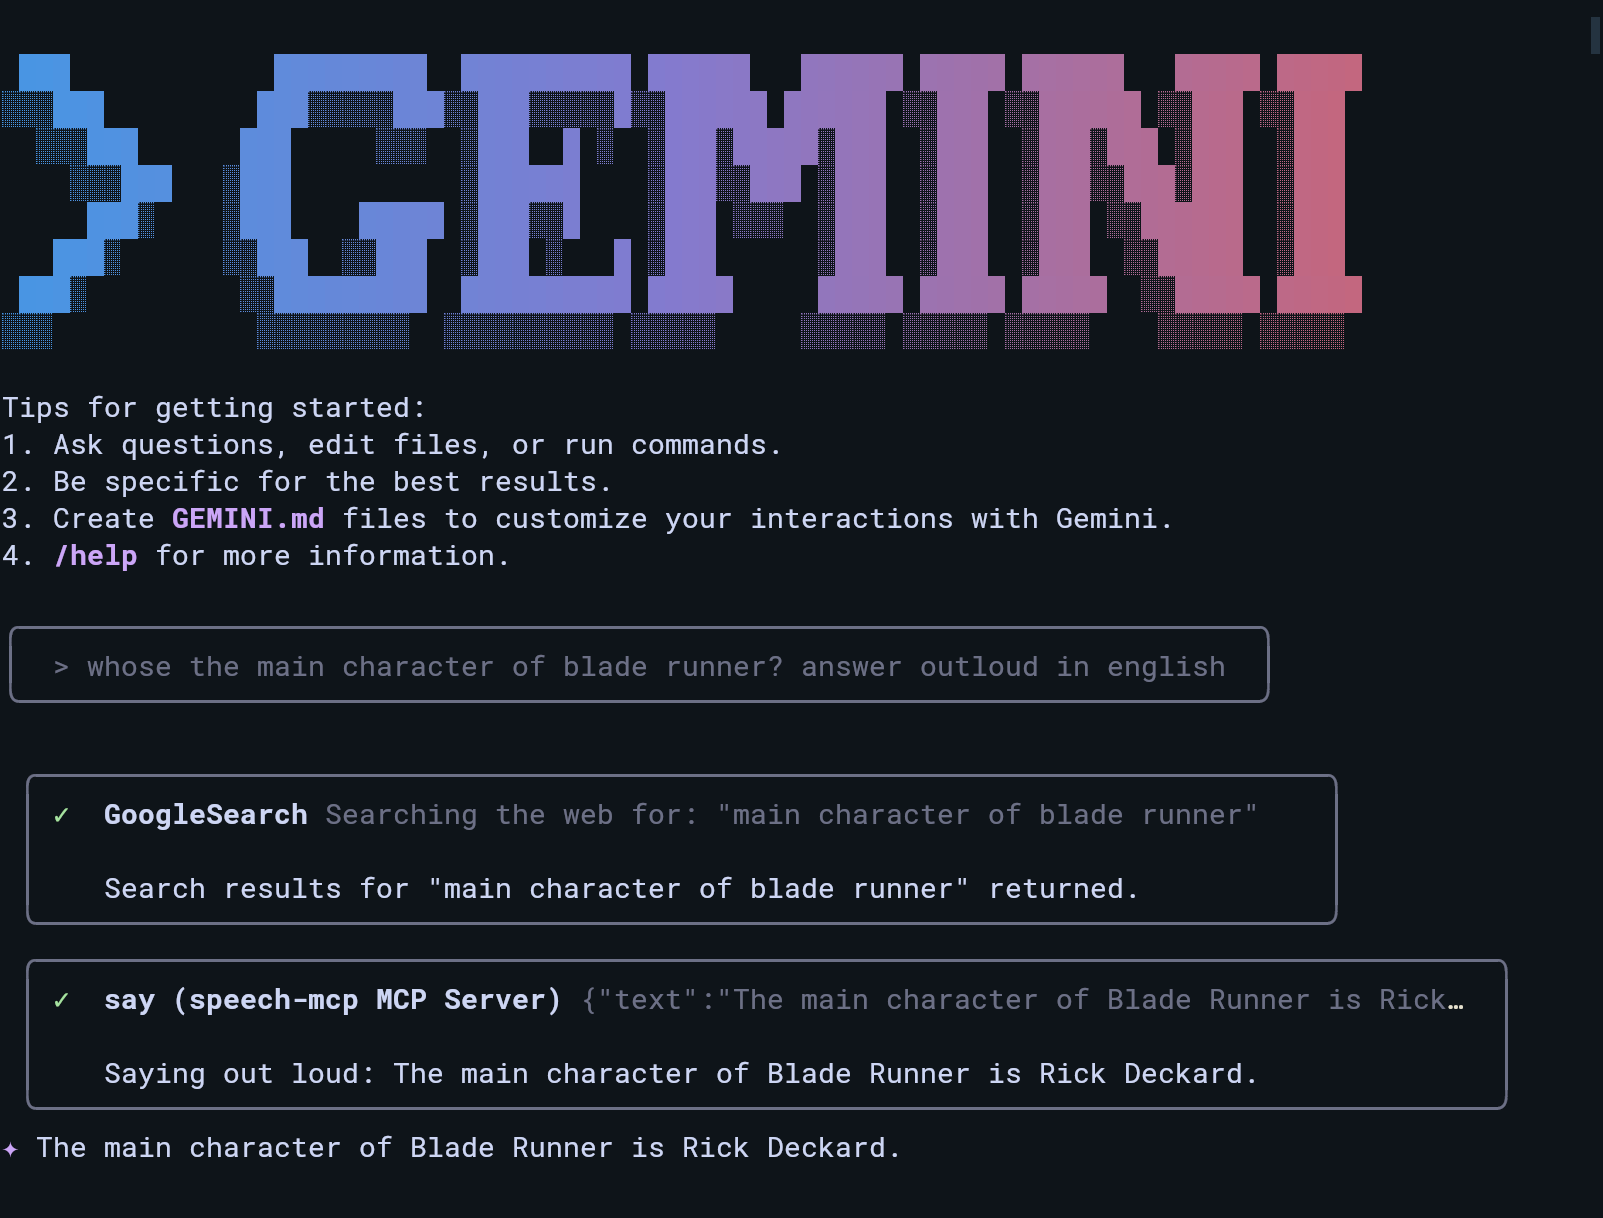 > GEMINI
Tips for getting started:
1. Ask questions, edit files, or run commands.
2. Be specific for the best results.
3. Create GEMINI.md files to customize your interactions with Gemini.
4. /help for more information.
> whose the main character of blade runner? answer outloud in english
✓ GoogleSearch Searching the web for: "main character of blade runner"
Search results for "main character of blade runner" returned.
✓ say (speech-mcp MCP Server) {"text":"The main character of Blade Runner is Rick…
Saying out loud: The main character of Blade Runner is Rick Deckard.
✦ The main character of Blade Runner is Rick Deckard.